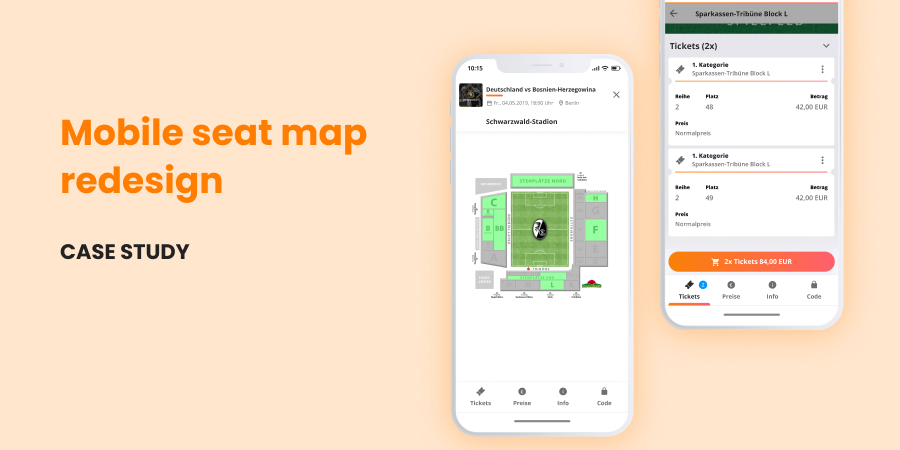 Mobile seat map
redesign
CASE STUDY
10:15
Deutschland vs Bosnien-Herzegowina
Fr., 04.05.2019, 18:00 Uhr Berlin
Schwarzwald-Stadion
STEHPLÄTZE NORD
C
H
G
B
BB
F
E
A
L
Tickets
Preise
Info
Code
Sparkassen-Tribüne Block L
Tickets (2x)
1. Kategorie
Sparkassen-Tribüne Block L
Reihe Platz Betrag
2 48 42,00 EUR
Preis
Normalpreis
1. Kategorie
Sparkassen-Tribüne Block L
Reihe Platz Betrag
2 49 42,00 EUR
Preis
Normalpreis
2x Tickets 84,00 EUR
2
Tickets
Preise
Info
Code